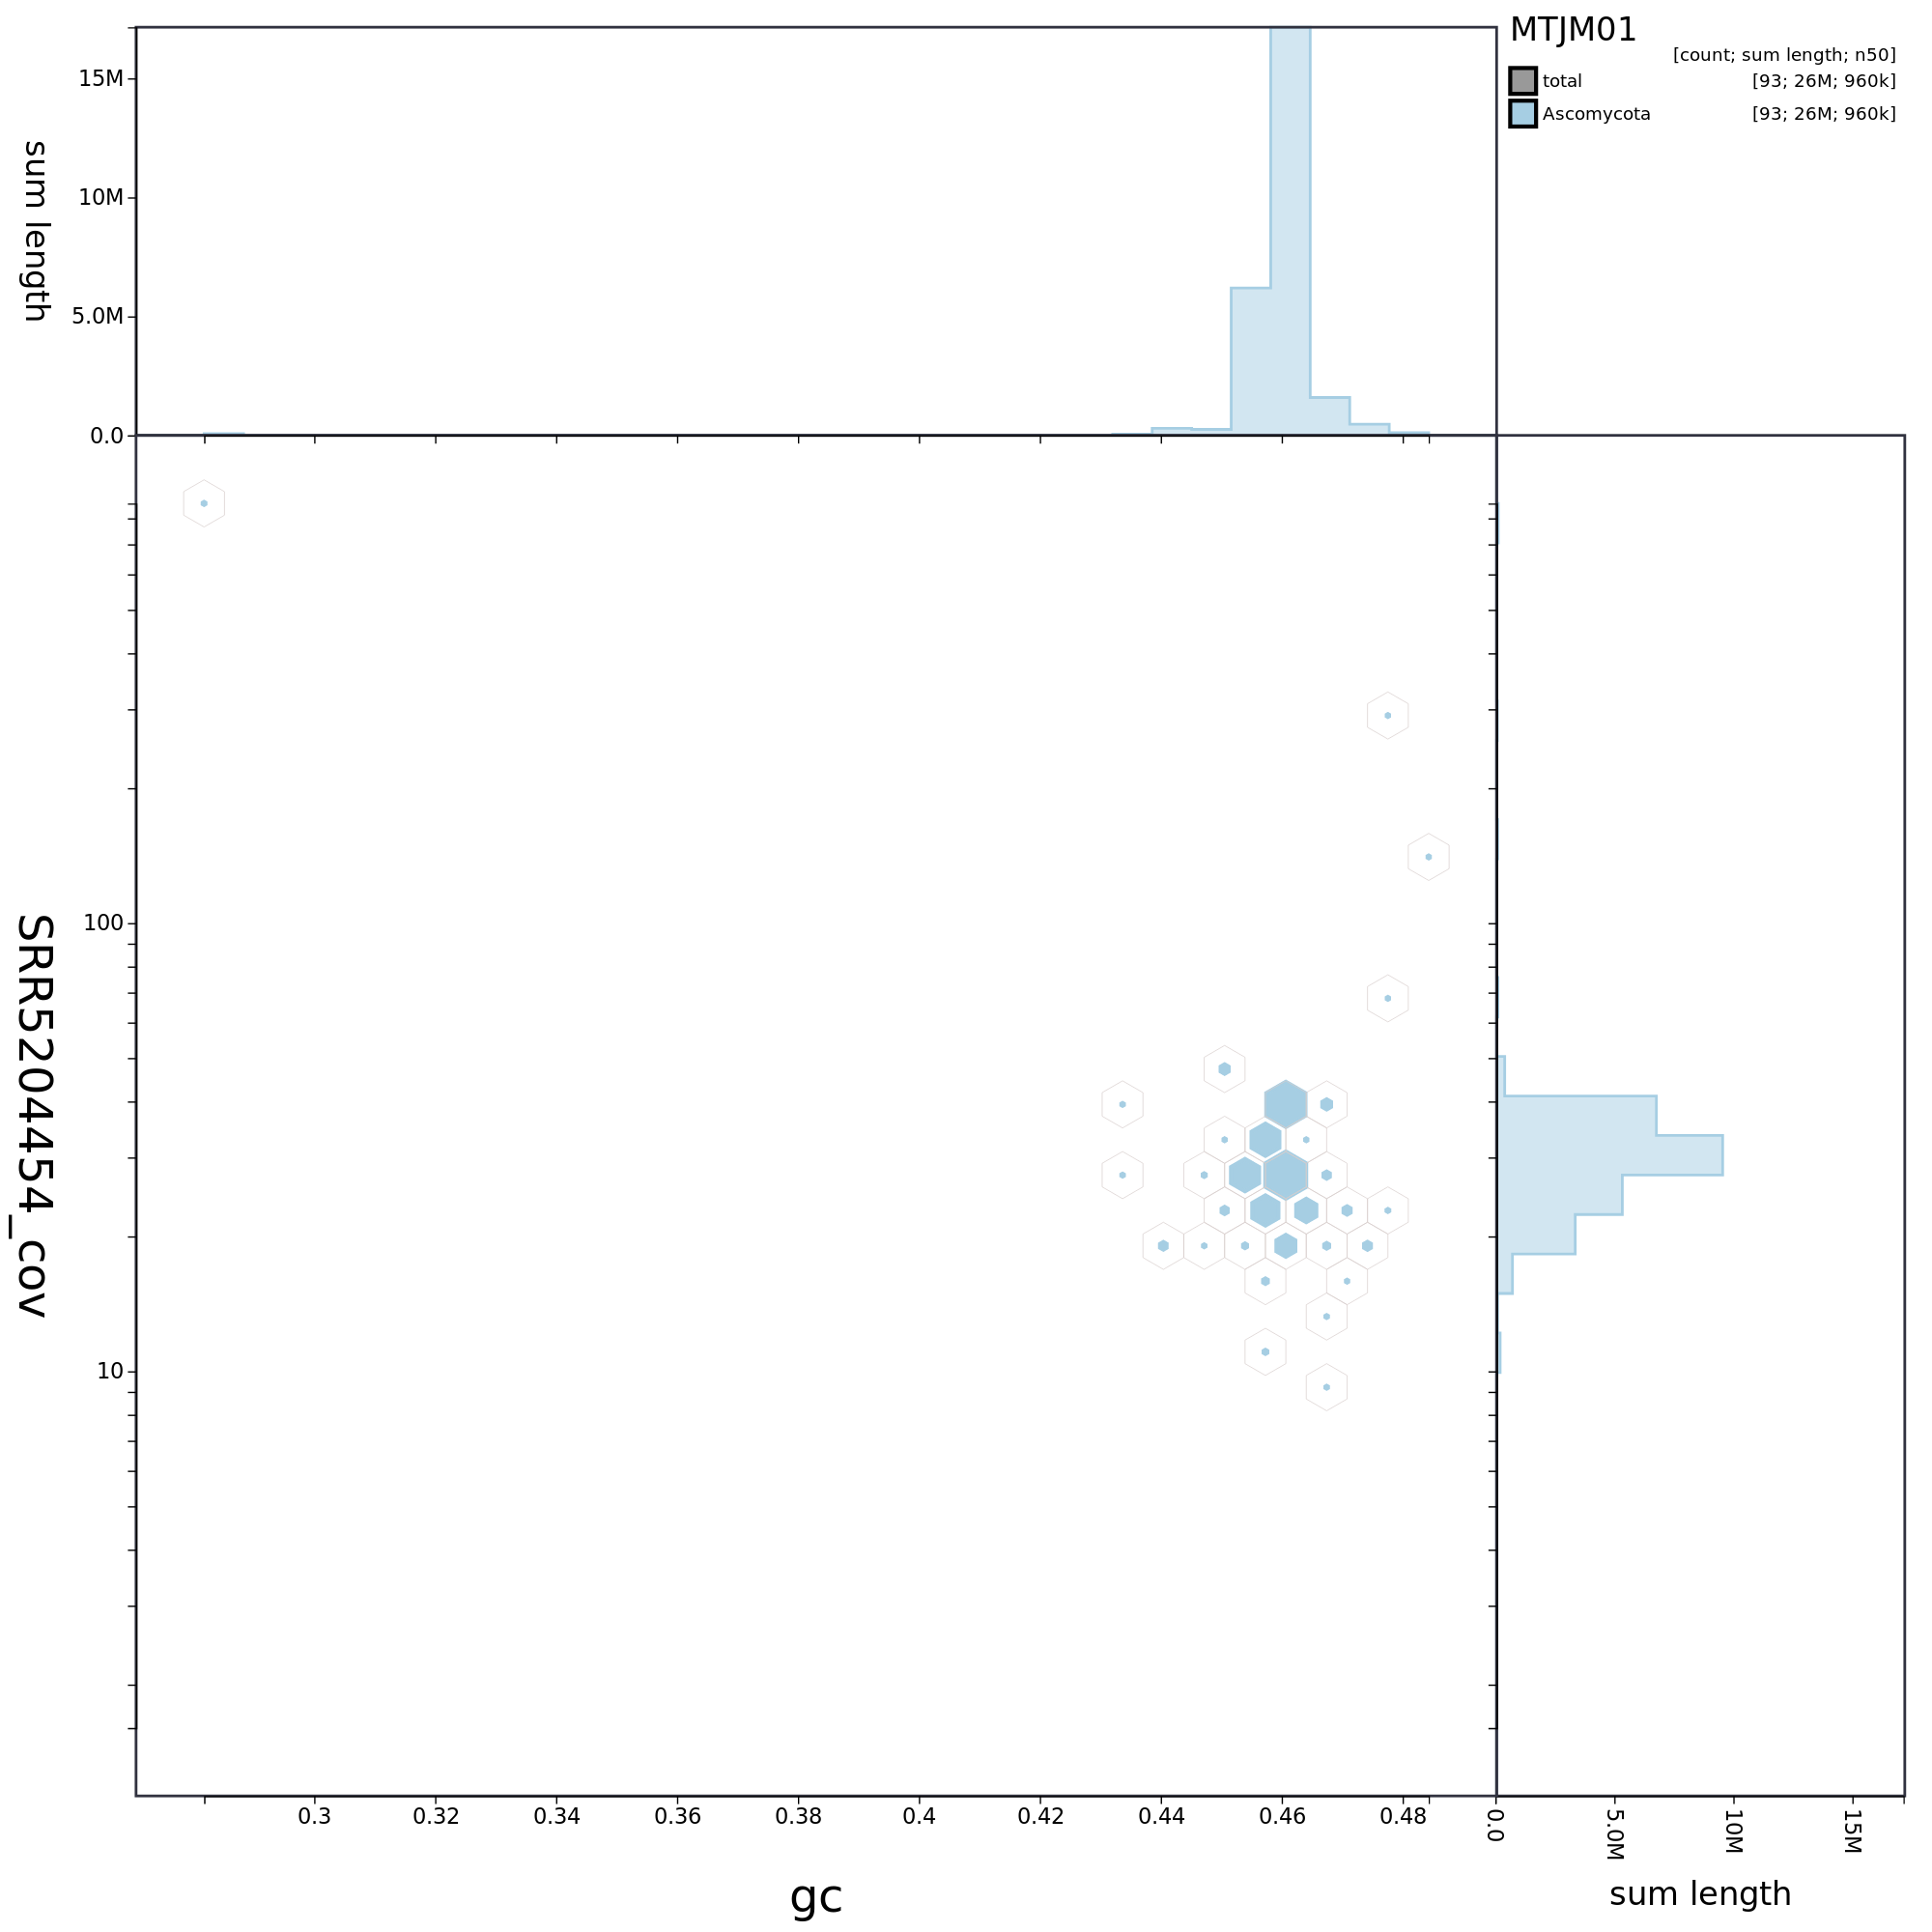 MTJM01
[count; sum length; n50]
total [93; 26M; 960k]
Ascomycota [93; 26M; 960k]
sum length
15M
10M
5.0M
0.0
SRR5204454_cov
100
10
0.3 0.32 0.34 0.36 0.38 0.4 0.42 0.44 0.46 0.48
gc
0.0 5.0M 10M 15M
sum length